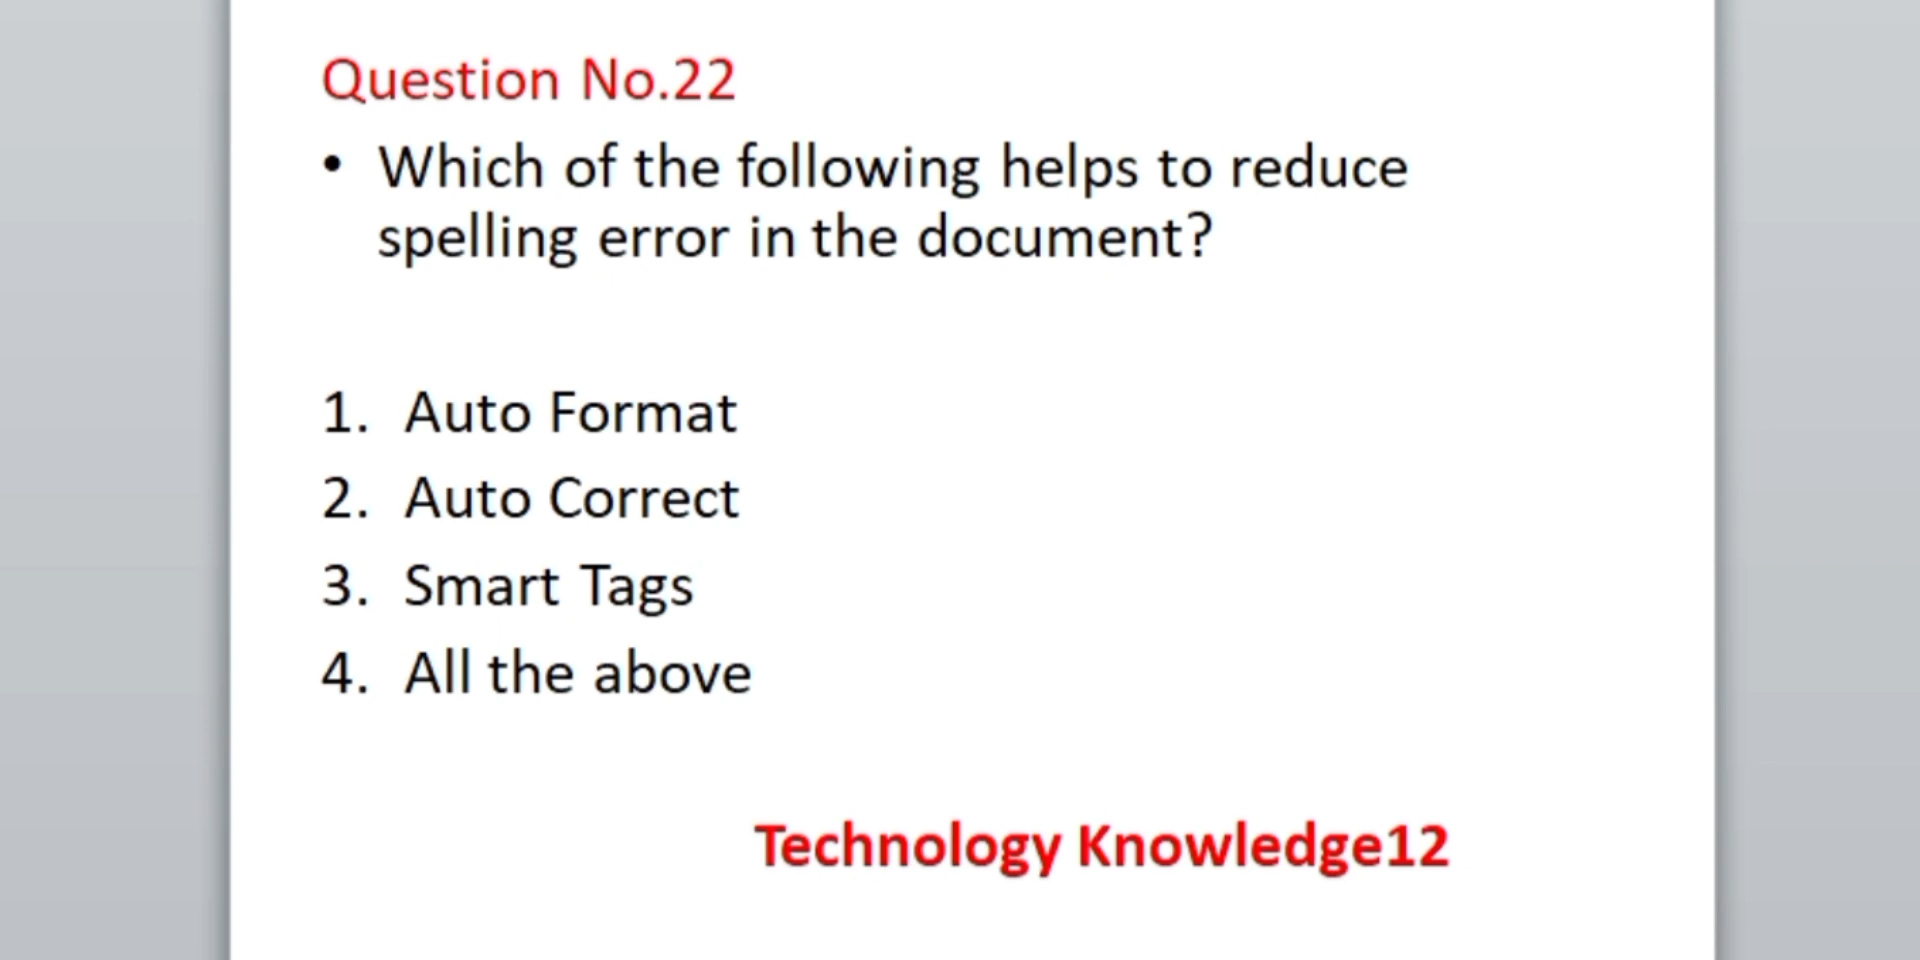 Question No.22
• Which of the following helps to reduce
spelling error in the document?
1. Auto Format
2. Auto Correct
3. Smart Tags
4. All the above
Technology Knowledge12